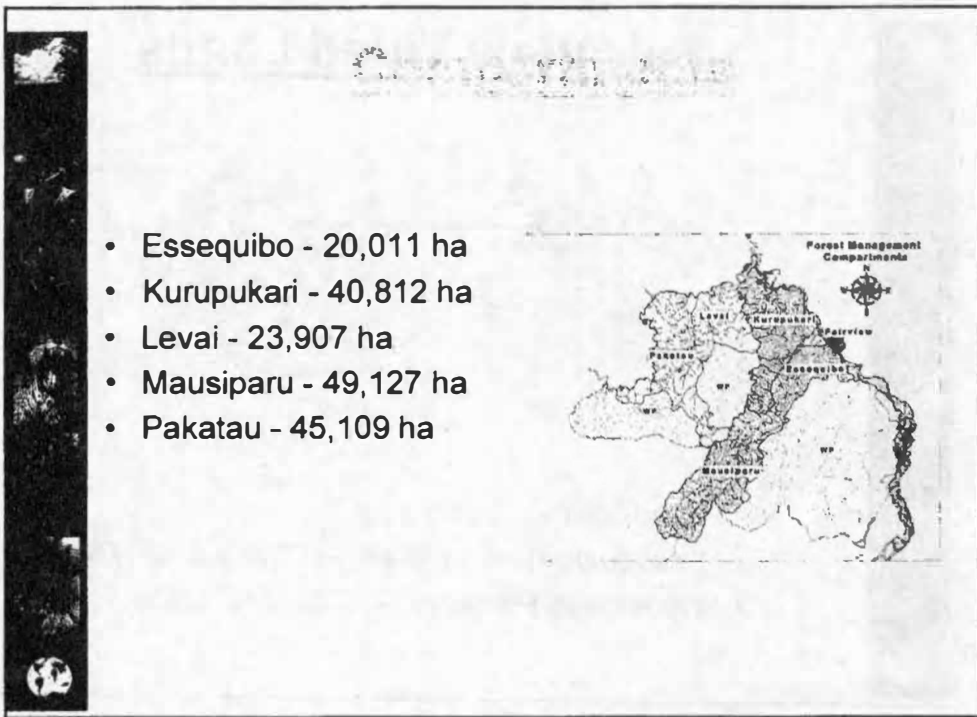 • Essequibo - 20,011 ha
• Kurupukari - 40,812 ha
• Levai - 23,907 ha
• Mausiparu - 49,127 ha
• Pakatau - 45,109 ha
Forest Management
Compartments
N
Levai
Kurupukari
Fairview
Pakatau
Essequibo
WP
WP
WP
Mausiparu